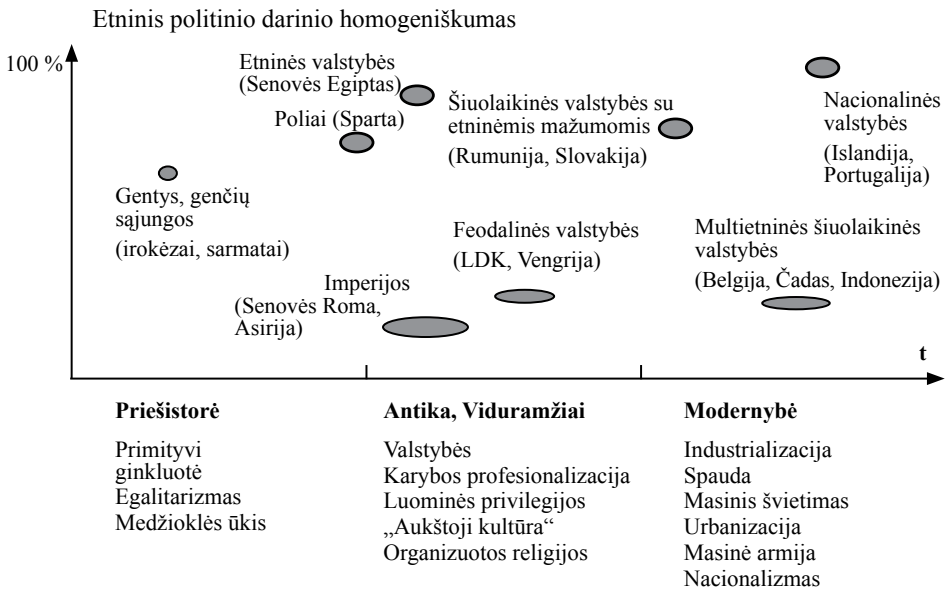 Etninis politinio darinio homogeniškumas
100 %
Etninės valstybės
(Senovės Egiptas)
Poliai (Sparta)
Šiuolaikinės valstybės su
etninėmis mažumomis
(Rumunija, Slovakija)
Nacionalinės
valstybės
(Islandija,
Portugalija)
Gentys, genčių
sąjungos
(irokėzai, sarmatai)
Feodalinės valstybės
(LDK, Vengrija)
Multietninės šiuolaikinės
valstybės
(Belgija, Čadas, Indonezija)
Imperijos
(Senovės Roma,
Asirija)
t
Priešistorė
Primityvi
ginkluotė
Egalitarizmas
Medžioklės ūkis
Antika, Viduramžiai
Valstybės
Karybos profesionalizacija
Luominės privilegijos
„Aukštoji kultūra“
Organizuotos religijos
Modernybė
Industrializacija
Spauda
Masinis švietimas
Urbanizacija
Masinė armija
Nacionalizmas